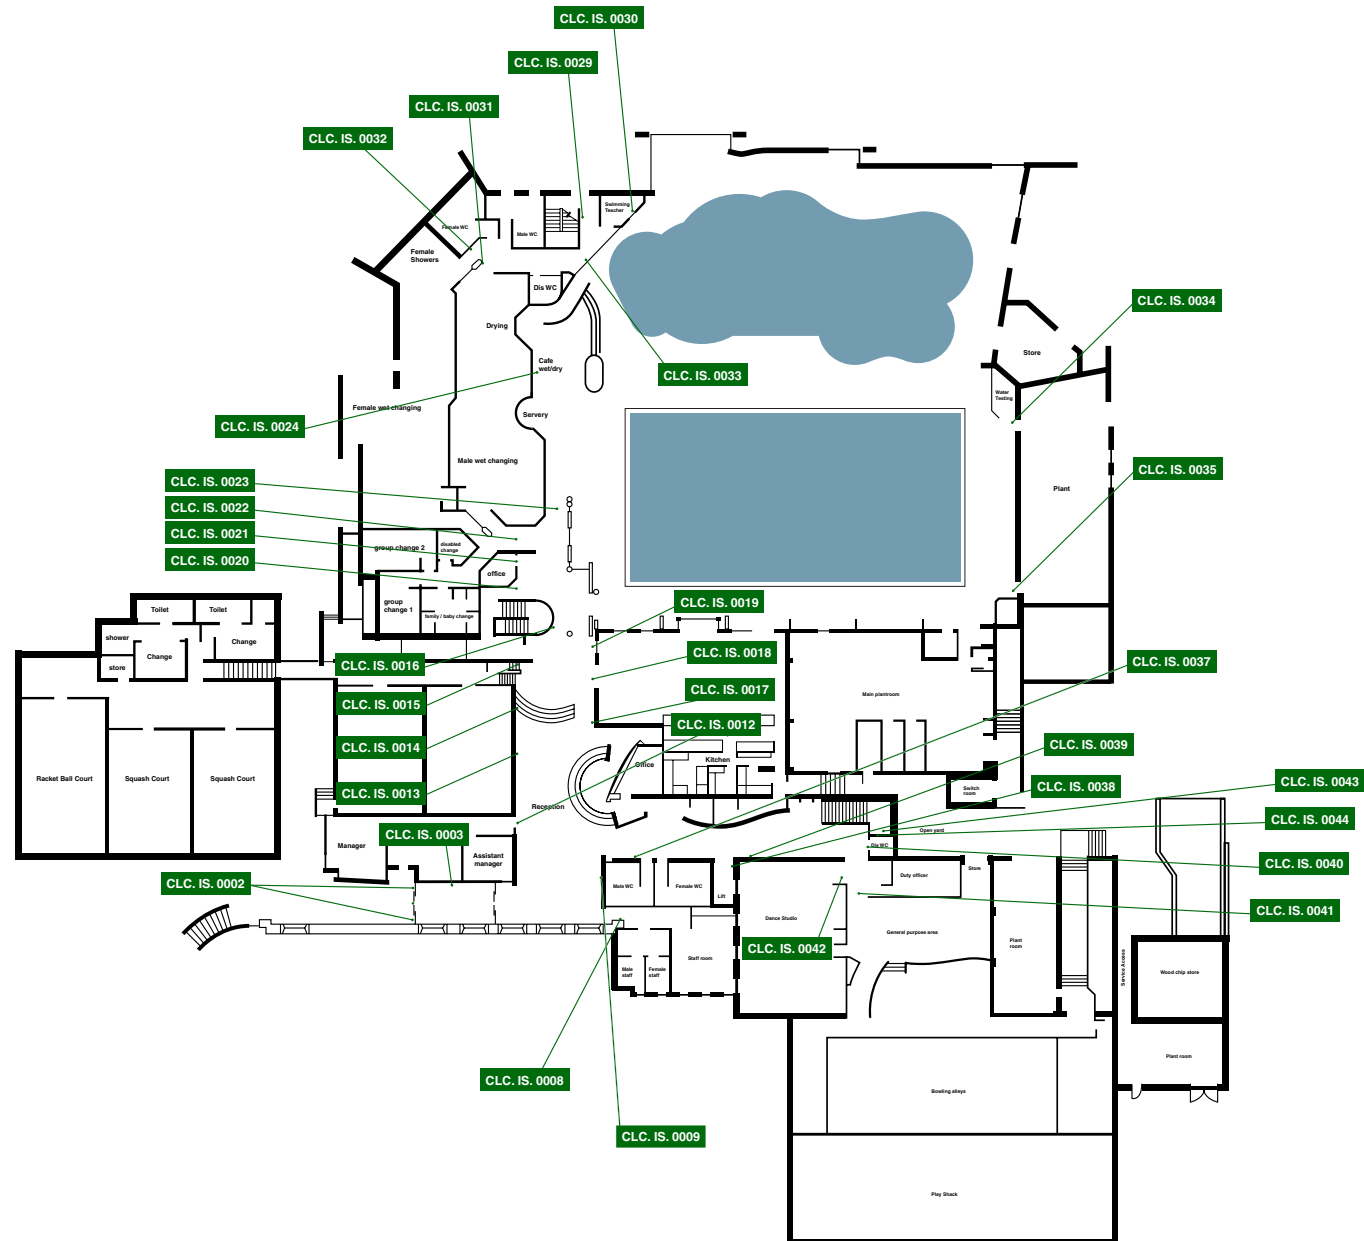 CLC. IS. 0030
CLC. IS. 0029
CLC. IS. 0031
CLC. IS. 0032
Swimming
Teacher
Female WC
Male WC
Female
Showers
Dis WC
CLC. IS. 0034
Drying
Store
Cafe
wet/dry
CLC. IS. 0033
Water
Testing
Female wet changing
Servery
CLC. IS. 0024
Male wet changing
CLC. IS. 0035
CLC. IS. 0023
Plant
CLC. IS. 0022
CLC. IS. 0021
group change 2
disabled
change
CLC. IS. 0020
office
CLC. IS. 0019
group
change 1
family / baby change
Toilet
Toilet
shower
Change
Change
store
CLC. IS. 0018
CLC. IS. 0037
CLC. IS. 0016
CLC. IS. 0017
Main plantroom
CLC. IS. 0015
CLC. IS. 0012
CLC. IS. 0014
CLC. IS. 0039
Kitchen
Office
Racket Ball Court
Squash Court
Squash Court
CLC. IS. 0043
CLC. IS. 0038
Switch
room
CLC. IS. 0013
Reception
CLC. IS. 0044
Open yard
CLC. IS. 0003
Manager
Dis WC
Assistant
manager
CLC. IS. 0040
Store
Duty officer
CLC. IS. 0002
Male WC
Female WC
Lift
CLC. IS. 0041
Dance Studio
General purpose area
CLC. IS. 0042
Plant
room
Staff room
Male
staff
Female
staff
Service Access
Wood chip store
Plant room
CLC. IS. 0008
Bowling alleys
CLC. IS. 0009
Play Shack